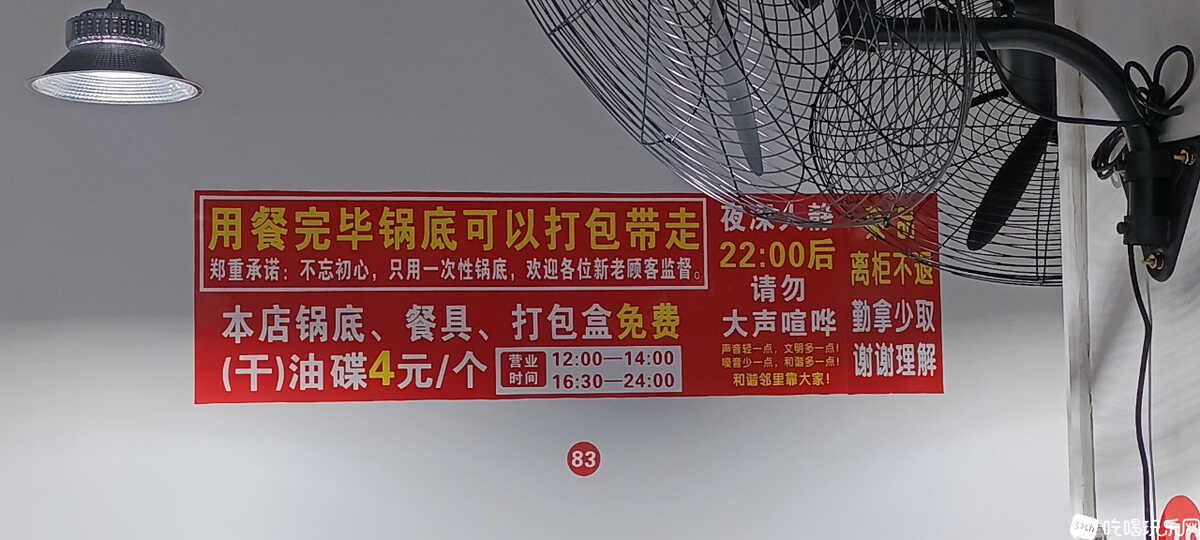 用餐完毕锅底可以打包带走
郑重承诺：不忘初心，只用一次性锅底，欢迎各位新老顾客监督。
本店锅底、餐具、打包盒免费
(干)油碟4元/个
营业时间
12:00—14:00
16:30—24:00
夜深人静
22:00后
请勿
大声喧哗
声音轻一点，文明多一点！
噪音少一点，和谐多一点！
和谐邻里靠大家！
离柜不退
勤拿少取
谢谢理解
83
吃喝玩乐网